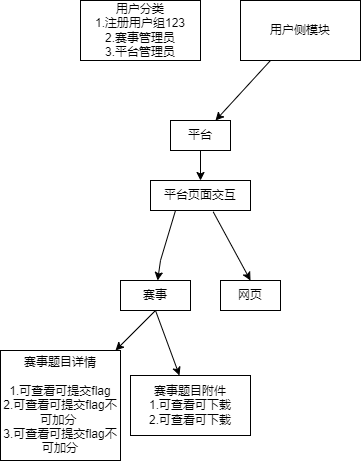 用户分类
1.注册用户组123
2.赛事管理员
3.平台管理员
用户侧模块
平台
平台页面交互
赛事
网页
赛事题目详情
1.可查看可提交flag
2.可查看可提交flag不
可加分
3.可查看可提交flag不
可加分
赛事题目附件
1.可查看可下载
2.可查看可下载